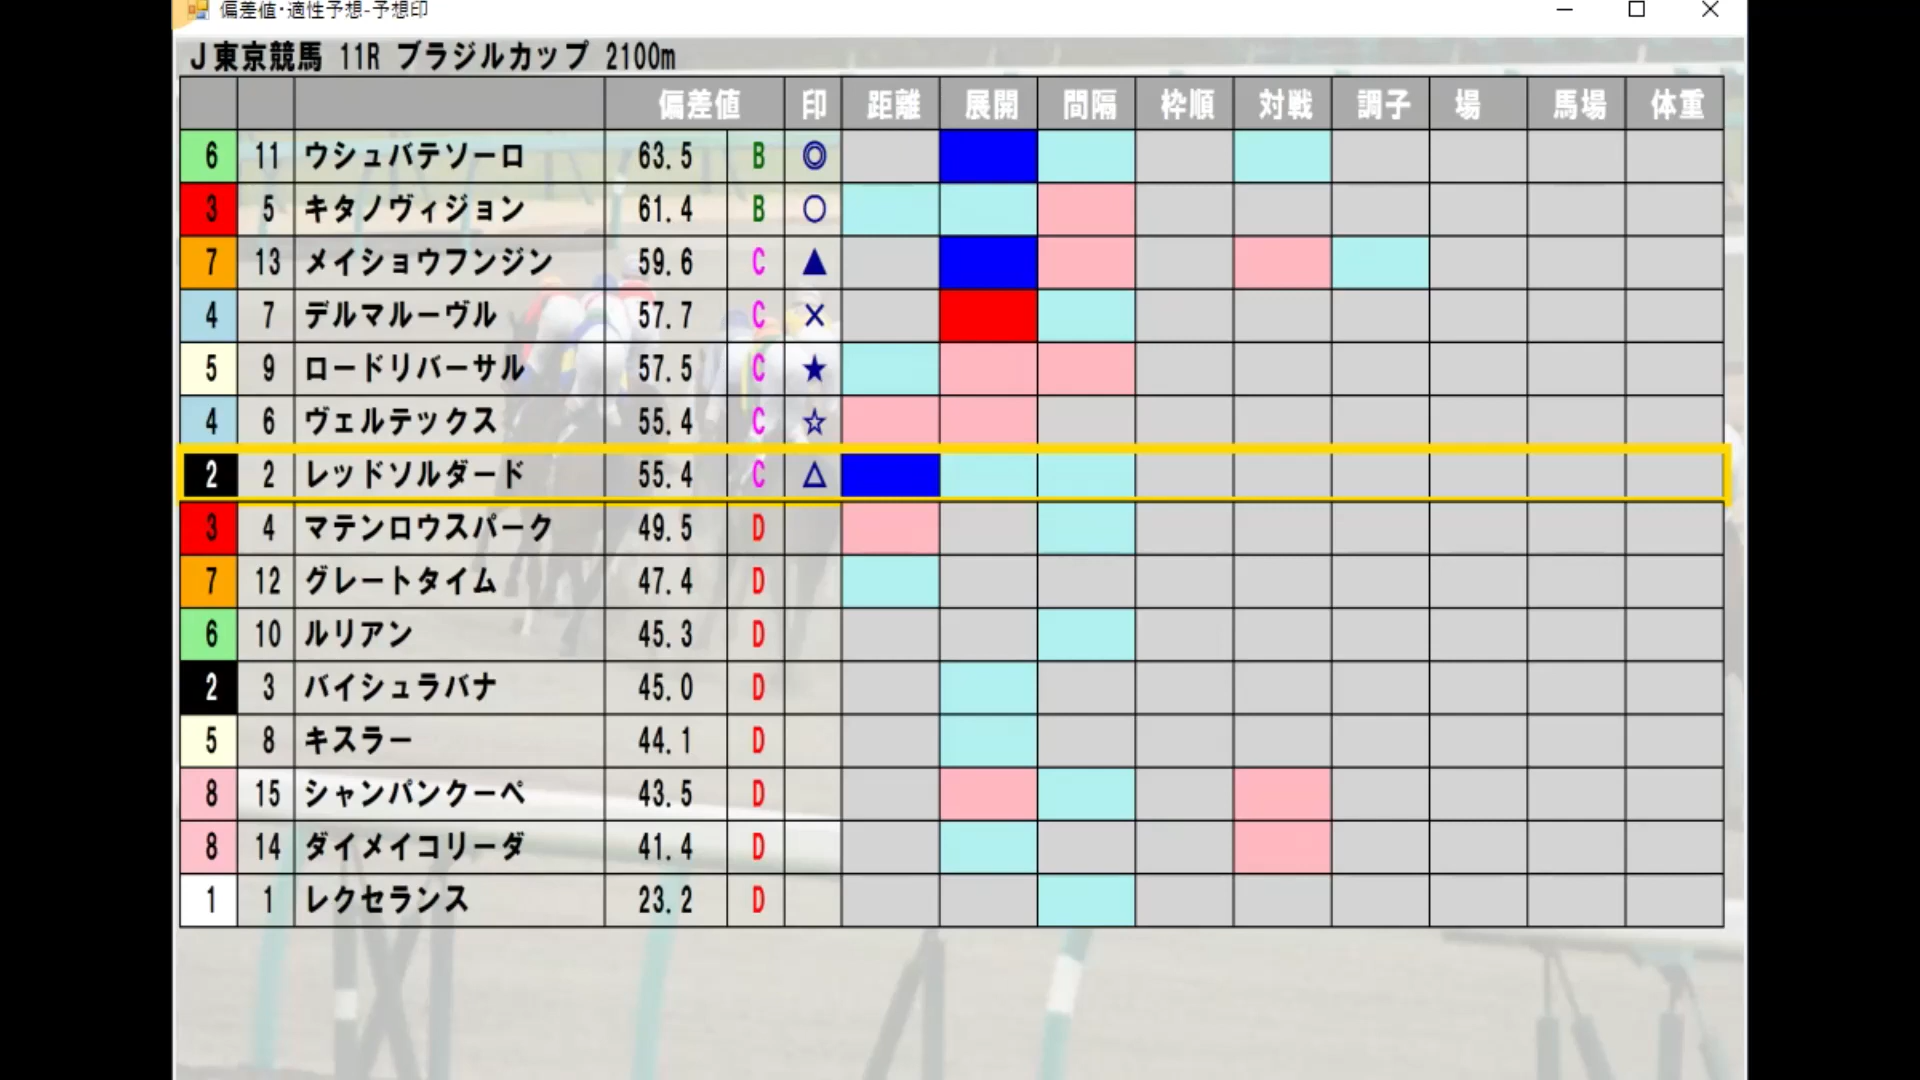 偏差値・適性予想-予想印
J東京競馬 11R ブラジルカップ 2100m
偏差値 印 距離 展開 間隔 枠順 対戦 調子 場 馬場 体重
6 11 ウシュバテソーロ 63.5 B ◎
3 5 キタノヴィジョン 61.4 B ○
7 13 メイショウフンジン 59.6 C ▲
4 7 デルマルーヴル 57.7 C ×
5 9 ロードリバーサル 57.5 C ★
4 6 ヴェルテックス 55.4 C ☆
2 2 レッドソルダード 55.4 C △
3 4 マテンロウスパーク 49.5 D
7 12 グレートタイム 47.4 D
6 10 ルリアン 45.3 D
2 3 バイシュラバナ 45.0 D
5 8 キスラー 44.1 D
8 15 シャンパンクーペ 43.5 D
8 14 ダイメイコリーダ 41.4 D
1 1 レクセランス 23.2 D